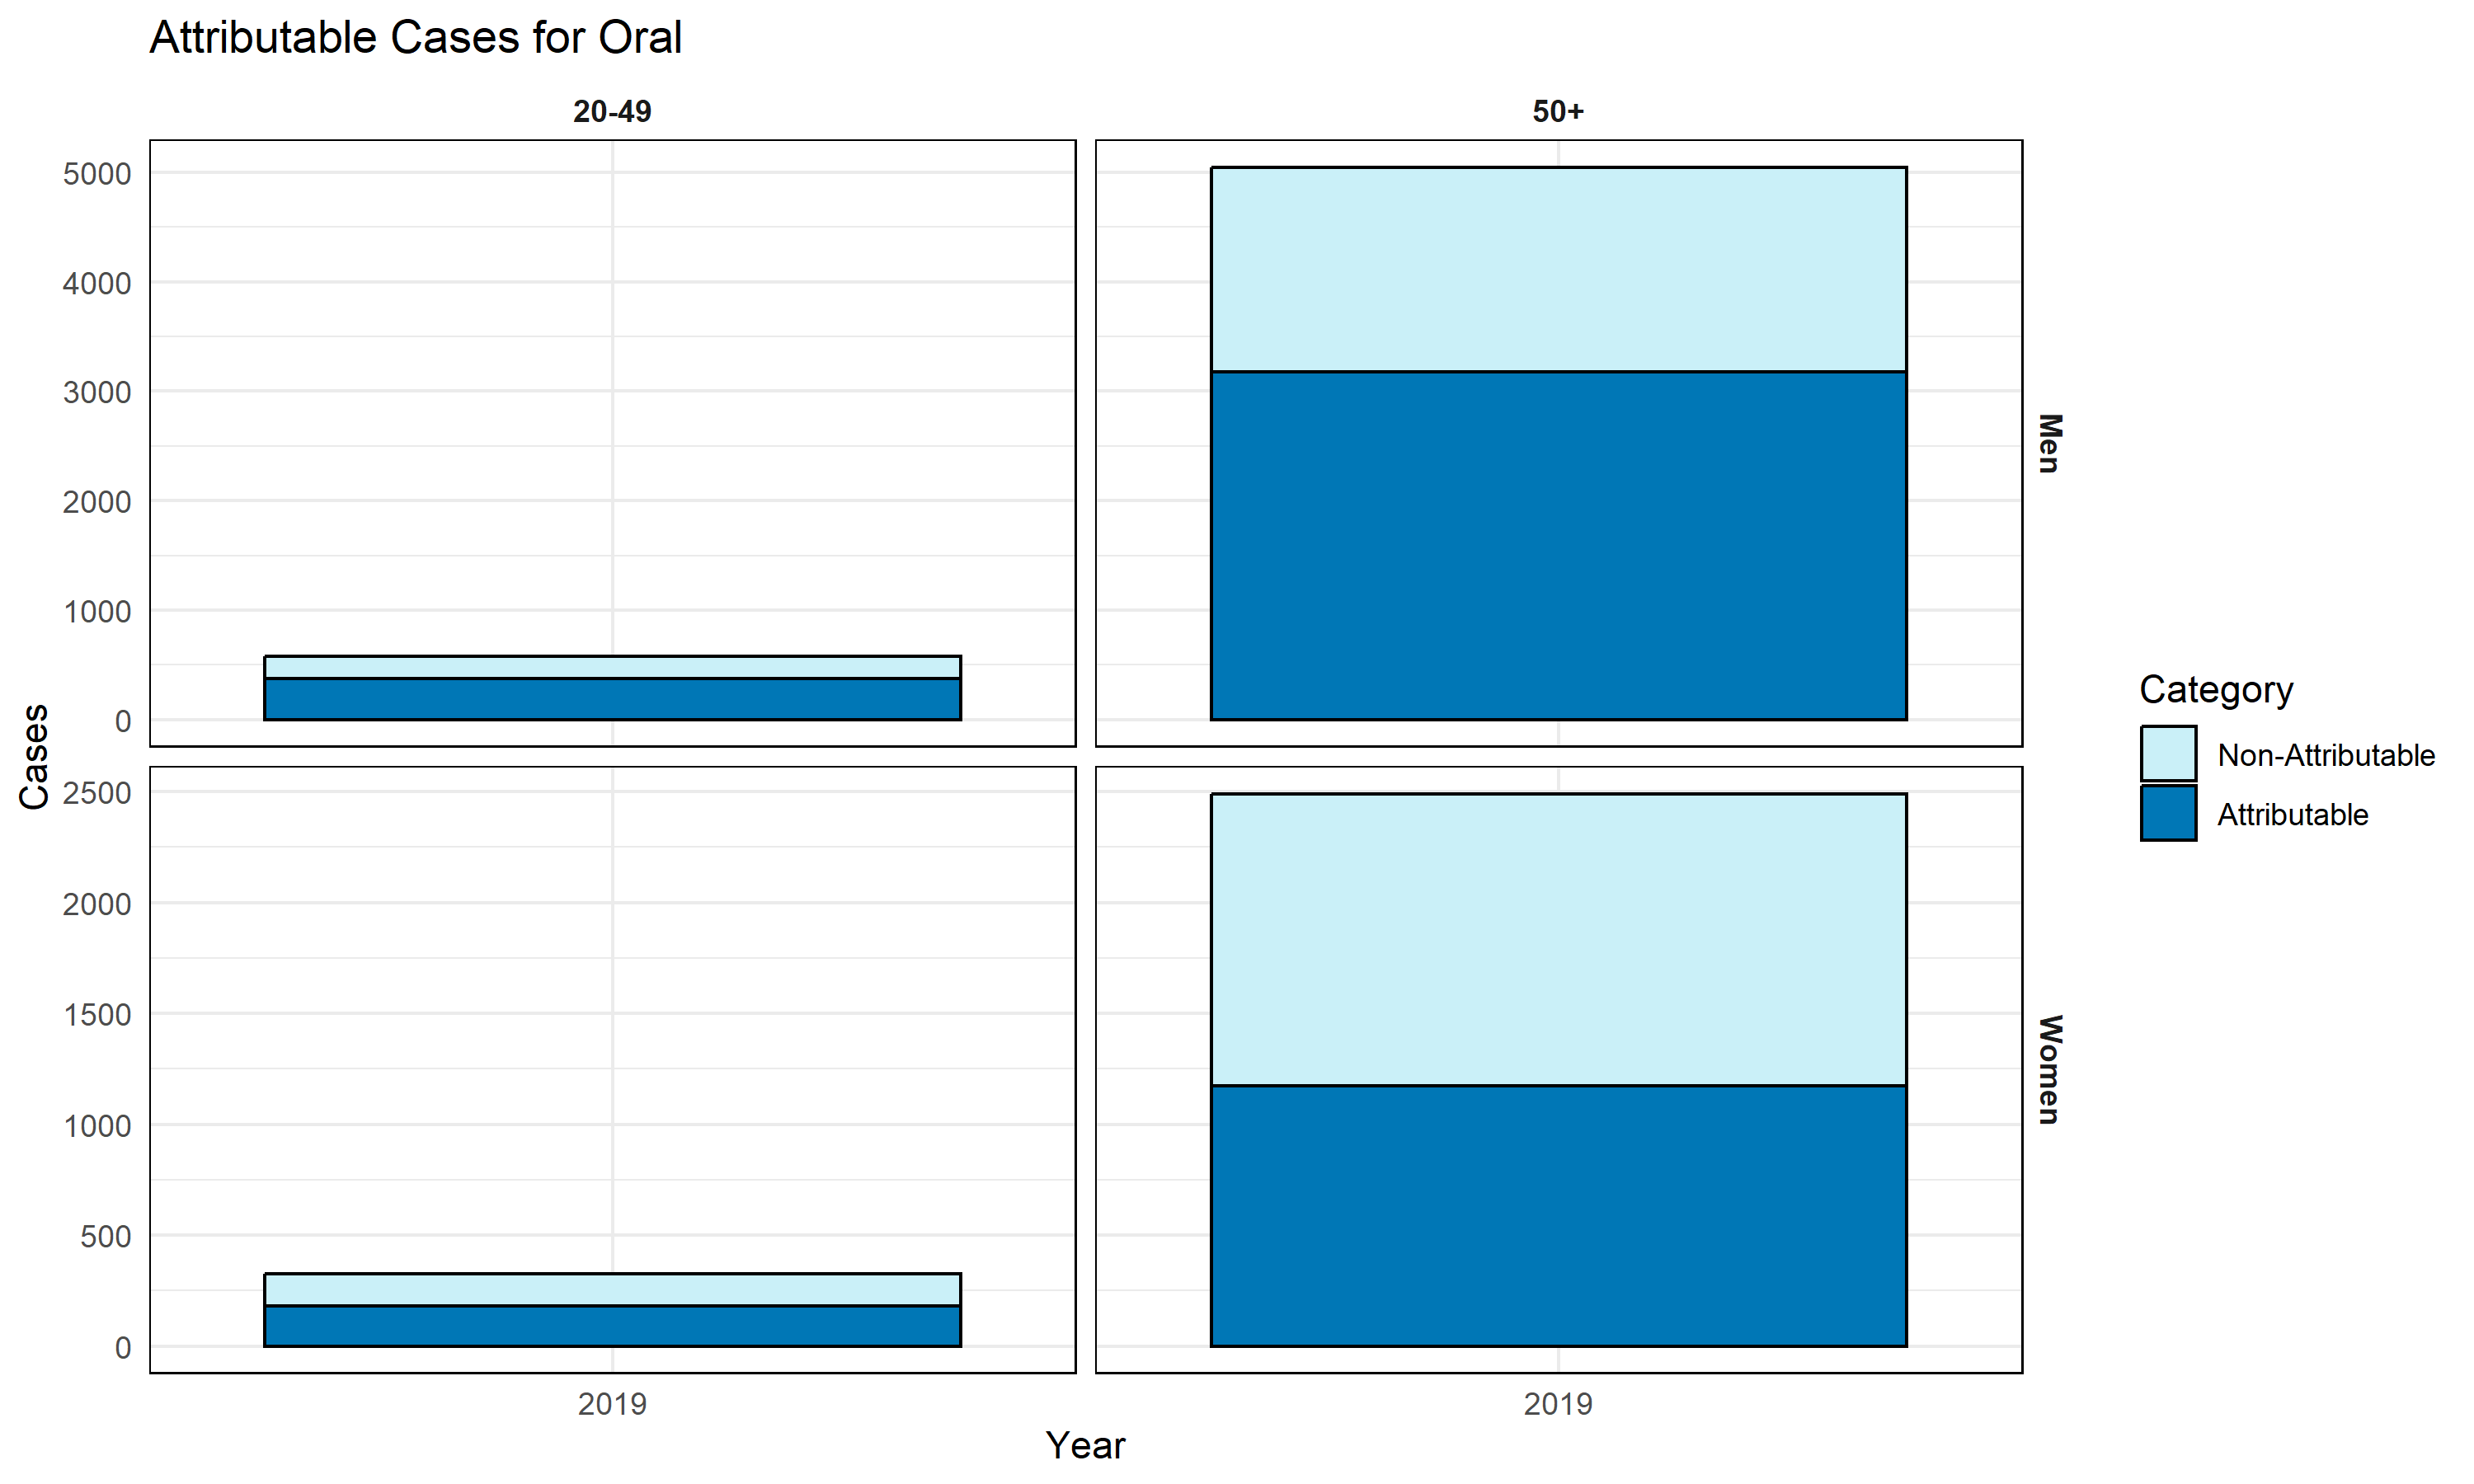 Attributable Cases for Oral
20-49
50+
5000
4000
3000
2000
1000
0
Men
2500
2000
1500
1000
500
0
Women
Cases
2019
2019
Year
Category
Non-Attributable
Attributable